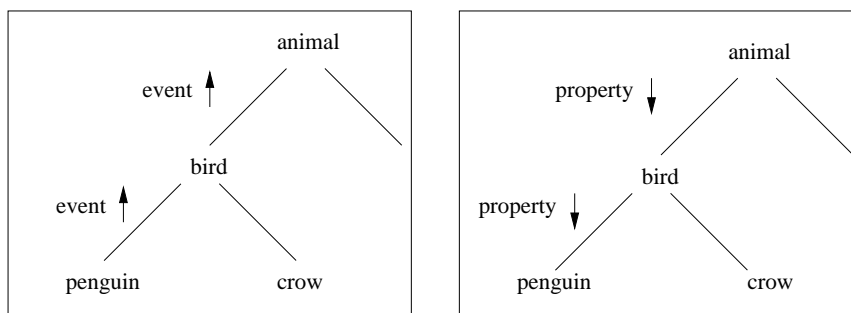 animal
event
bird
event
penguin
crow
animal
property
bird
property
penguin
crow